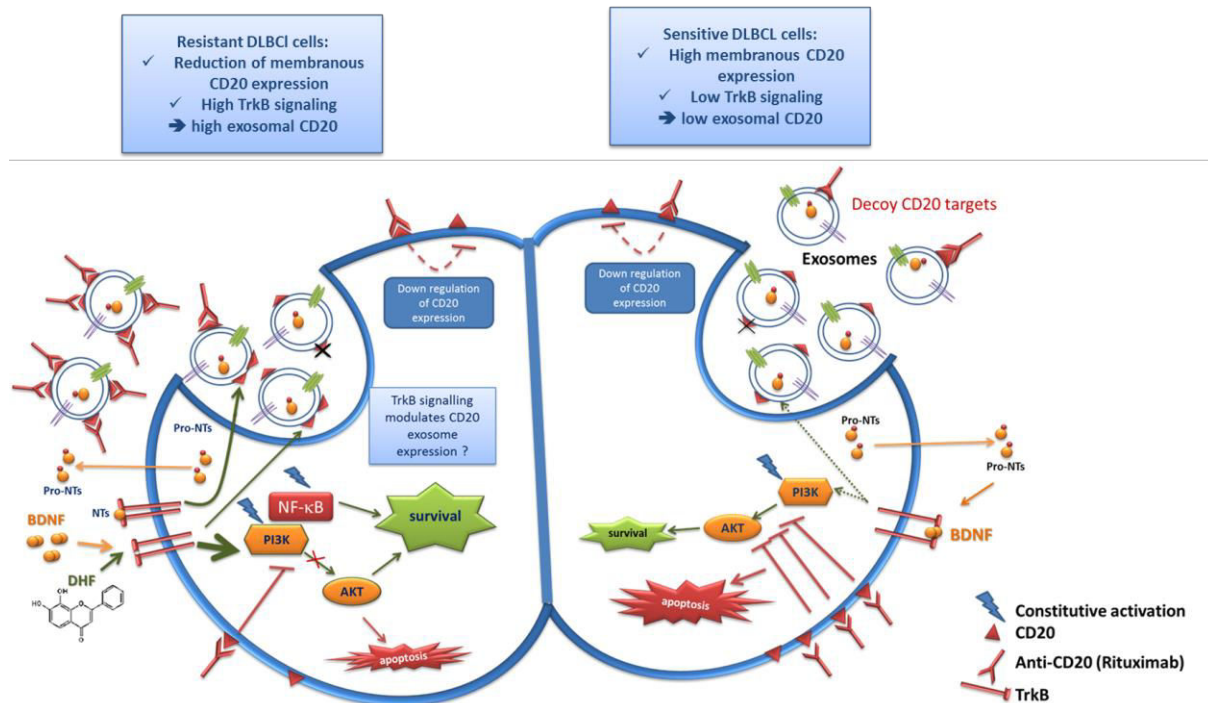 Resistant DLBCl cells:
✓ Reduction of membranous
CD20 expression
✓ High TrkB signaling
➔ high exosomal CD20
Sensitive DLBCL cells:
✓ High membranous CD20
expression
✓ Low TrkB signaling
➔ low exosomal CD20
Decoy CD20 targets
Exosomes
Down regulation
of CD20
expression
Down regulation
of CD20
expression
TrkB signalling
modulates CD20
exosome
expression ?
Pro-NTs
Pro-NTs
NTs
BDNF
DHF
OH
HO
O
O
NF-κB
PI3K
AKT
survival
apoptosis
Pro-NTs
Pro-NTs
BDNF
PI3K
AKT
survival
apoptosis
Constitutive activation
CD20
Anti-CD20 (Rituximab)
TrkB